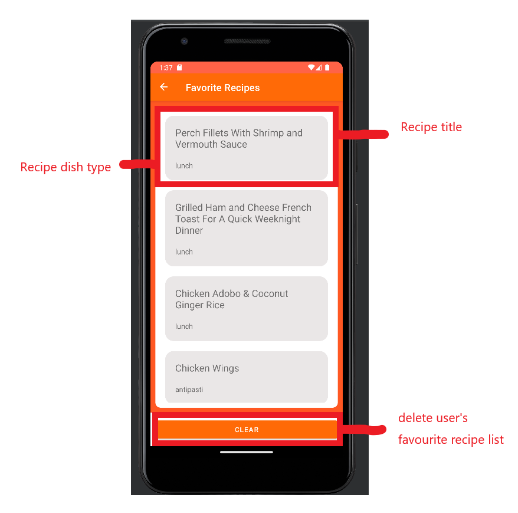 1:37
Favorite Recipes
Perch Fillets With Shrimp and
Vermouth Sauce
lunch
Recipe title
Recipe dish type
Grilled Ham and Cheese French
Toast For A Quick Weeknight
Dinner
lunch
Chicken Adobo & Coconut
Ginger Rice
lunch
Chicken Wings
antipasti
CLEAR
delete user's
favourite recipe list